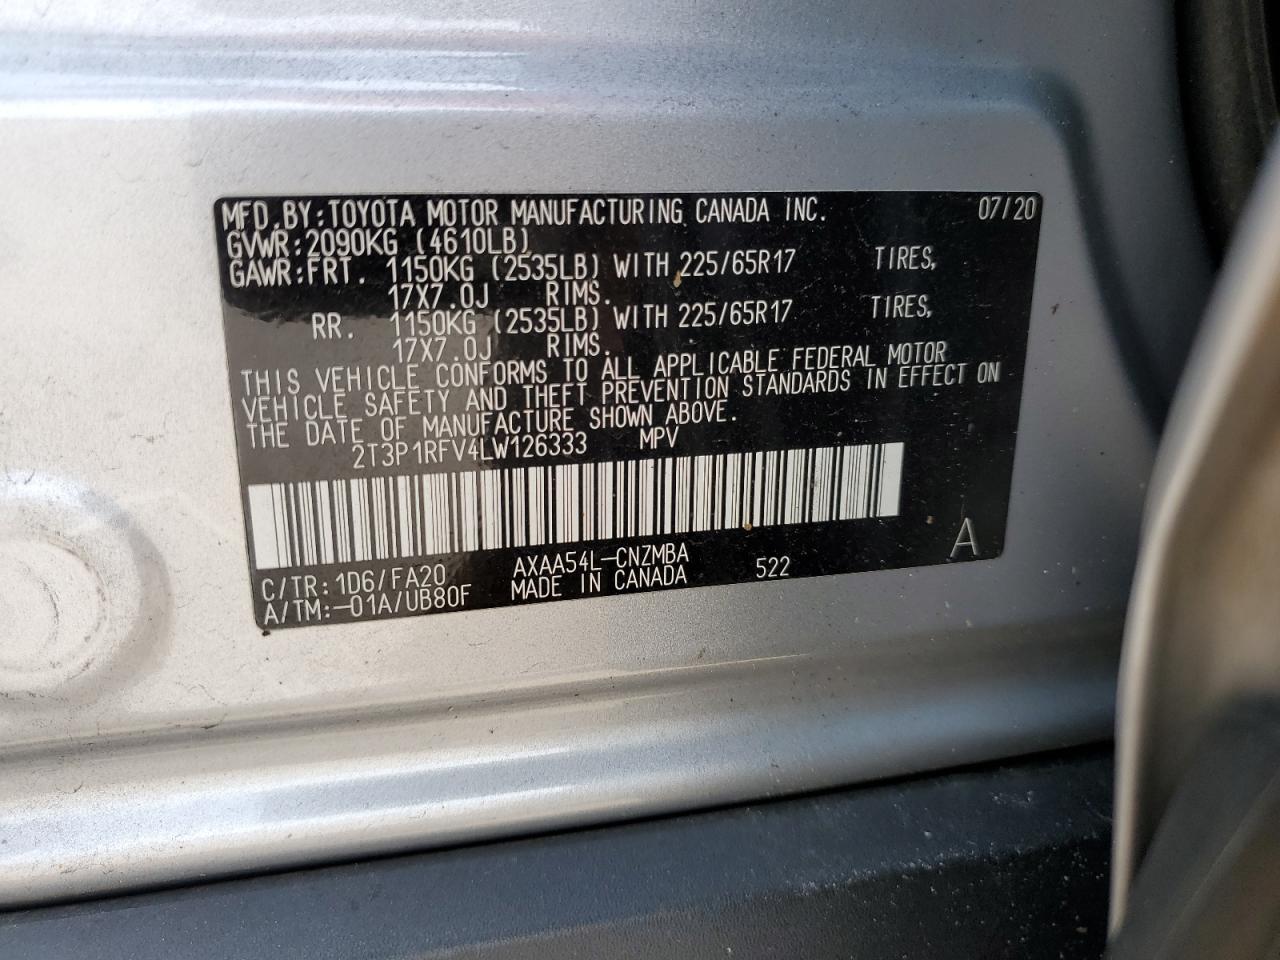 MFD.BY:TOYOTA MOTOR MANUFACTURING CANADA INC. 07/20
GVWR:2090KG (4610LB)
GAWR:FRT. 1150KG (2535LB) WITH 225/65R17 TIRES,
17X7.0J RIMS.
RR. 1150KG (2535LB) WITH 225/65R17 TIRES,
17X7.0J RIMS.
THIS VEHICLE CONFORMS TO ALL APPLICABLE FEDERAL MOTOR
VEHICLE SAFETY AND THEFT PREVENTION STANDARDS IN EFFECT ON
THE DATE OF MANUFACTURE SHOWN ABOVE.
2T3P1RFV4LW126333 MPV
A
C/TR:1D6/FA20 AXAA54L-CNZMBA 522
A/TM:-01A/UB80F MADE IN CANADA